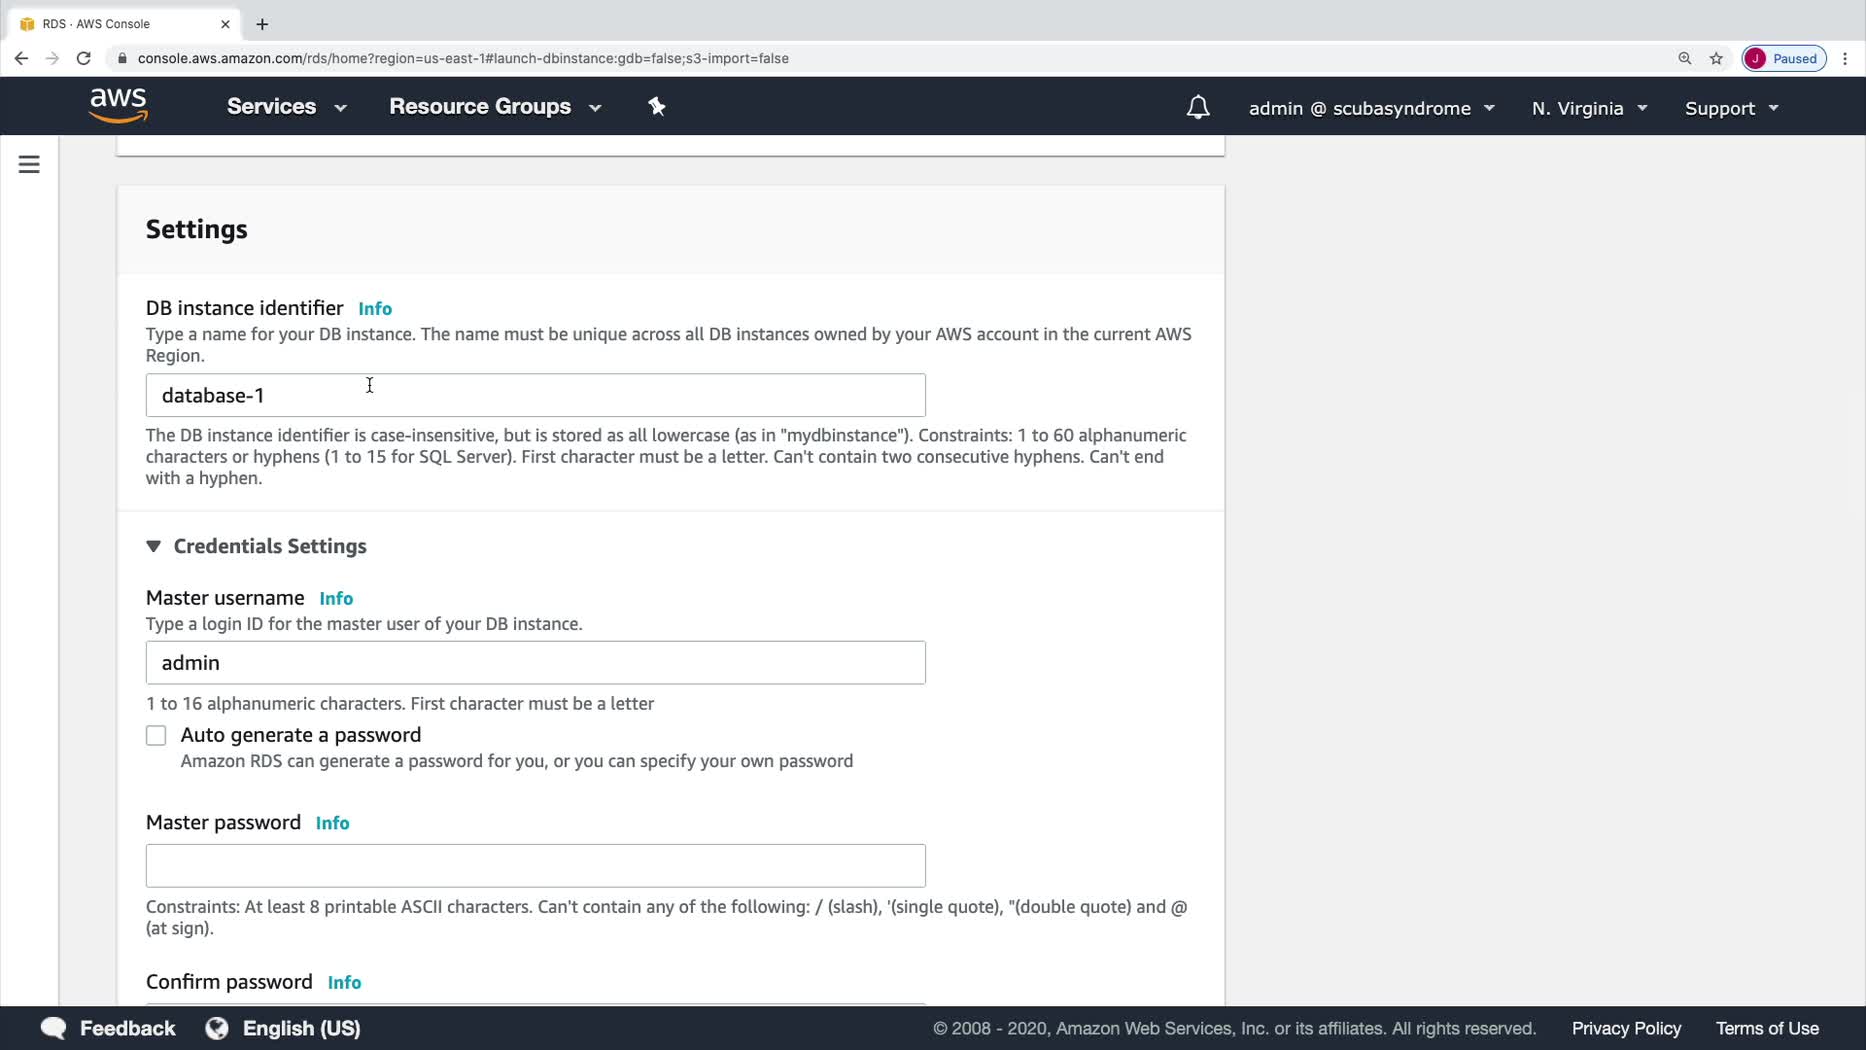 RDS · AWS Console
console.aws.amazon.com/rds/home?region=us-east-1#launch-dbinstance:gdb=false;s3-import=false
J Paused
aws Services Resource Groups admin @ scubasyndrome N. Virginia Support
Settings
DB instance identifier Info
Type a name for your DB instance. The name must be unique across all DB instances owned by your AWS account in the current AWS
Region.
database-1
The DB instance identifier is case-insensitive, but is stored as all lowercase (as in "mydbinstance"). Constraints: 1 to 60 alphanumeric
characters or hyphens (1 to 15 for SQL Server). First character must be a letter. Can't contain two consecutive hyphens. Can't end
with a hyphen.
Credentials Settings
Master username Info
Type a login ID for the master user of your DB instance.
admin
1 to 16 alphanumeric characters. First character must be a letter
Auto generate a password
Amazon RDS can generate a password for you, or you can specify your own password
Master password Info
Constraints: At least 8 printable ASCII characters. Can't contain any of the following: / (slash), '(single quote), "(double quote) and @
(at sign).
Confirm password Info
Feedback English (US) © 2008 - 2020, Amazon Web Services, Inc. or its affiliates. All rights reserved. Privacy Policy Terms of Use